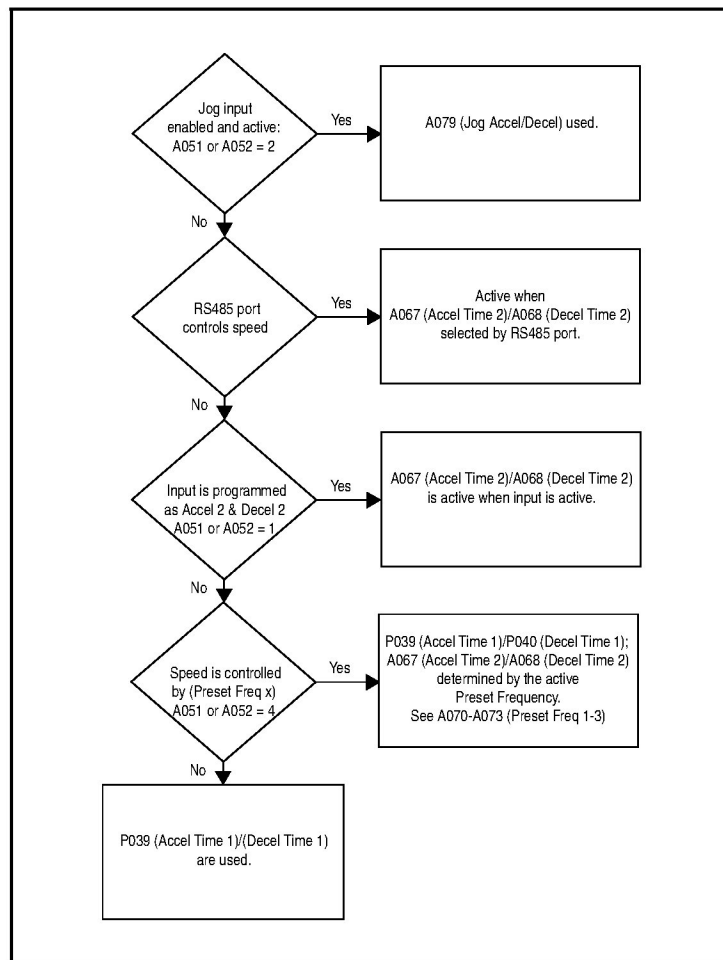 Jog input
enabled and active:
A051 or A052 = 2
Yes
A079 (Jog Accel/Decel) used.
No
RS485 port
controls speed
Yes
Active when
A067 (Accel Time 2)/A068 (Decel Time 2)
selected by RS485 port.
No
Input is programmed
as Accel 2 & Decel 2
A051 or A052 = 1
Yes
A067 (Accel Time 2)/A068 (Decel Time 2)
is active when input is active.
No
Speed is controlled
by (Preset Freq x)
A051 or A052 = 4
Yes
P039 (Accel Time 1)/P040 (Decel Time 1);
A067 (Accel Time 2)/A068 (Decel Time 2)
determined by the active
Preset Frequency.
See A070-A073 (Preset Freq 1-3)
No
P039 (Accel Time 1)/(Decel Time 1)
are used.